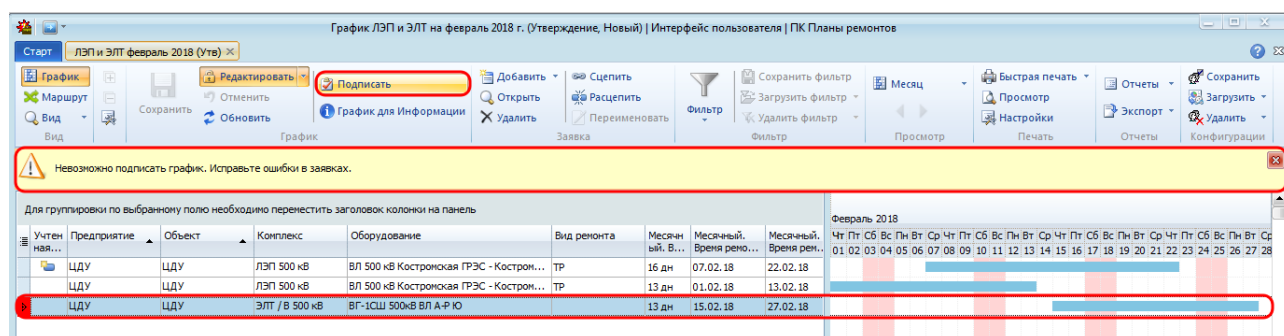 График ЛЭП и ЭЛТ на февраль 2018 г. (Утверждение, Новый) | Интерфейс пользователя | ПК Планы ремонтов
Старт ЛЭП и ЭЛТ февраль 2018 (Утв)
График Редактировать Подписать Добавить Сцепить Сохранить фильтр Месяц Быстрая печать Отчеты Сохранить
Маршрут Сохранить Отменить Открыть Расцепить Фильтр Загрузить фильтр Просмотр Загрузить
Вид Обновить График для Информации Удалить Переименовать Удалить фильтр Настройки Экспорт Удалить
Вид График Заявка Фильтр Просмотр Печать Отчеты Конфигурации
Невозможно подписать график. Исправьте ошибки в заявках.
Для группировки по выбранному полю необходимо переместить заголовок колонки на панель
Февраль 2018
Учтен Предприятие Объект Комплекс Оборудование Вид ремонта Месячн Месячный. Месячный. Чт Пт Сб Вс Пн Вт Ср Чт Пт Сб Вс Пн Вт Ср Чт Пт Сб Вс Пн Вт Ср Чт Пт Сб Вс Пн Вт Ср
ная... ый. В... Время ремо... Время рем... 01 02 03 04 05 06 07 08 09 10 11 12 13 14 15 16 17 18 19 20 21 22 23 24 25 26 27 28
ЦДУ ЦДУ ЛЭП 500 кВ ВЛ 500 кВ Костромская ГРЭС - Костром... ТР 16 дн 07.02.18 22.02.18
ЦДУ ЦДУ ЛЭП 500 кВ ВЛ 500 кВ Костромская ГРЭС - Костром... ТР 13 дн 01.02.18 13.02.18
ЦДУ ЦДУ ЭЛТ / В 500 кВ ВГ-1СШ 500кВ ВЛ А-Р Ю 13 дн 15.02.18 27.02.18